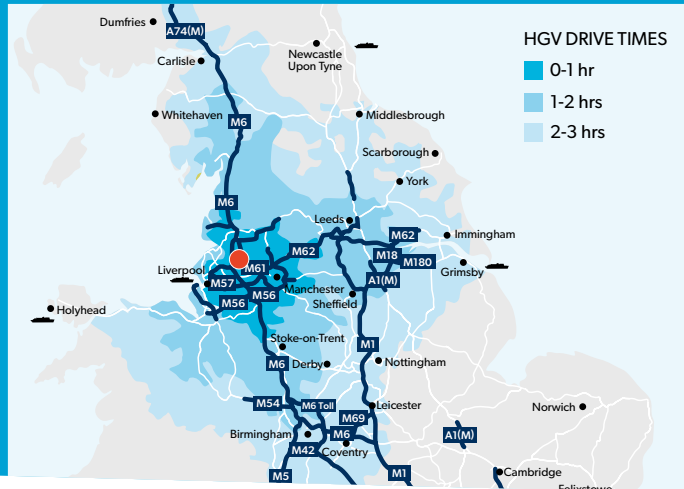 HGV DRIVE TIMES
0-1 hr
1-2 hrs
2-3 hrs
Dumfries
A74(M)
Carlisle
Newcastle
Upon Tyne
Whitehaven
M6
Middlesbrough
Scarborough
York
M6
Leeds
M62
Immingham
M62
M18
M180
Grimsby
Liverpool
M61
M57
A1(M)
Manchester
M56
M56
Sheffield
Holyhead
Stoke-on-Trent
M1
M6
Derby
Nottingham
M54
M6 Toll
Leicester
Norwich
M69
Birmingham
M6
A1(M)
M42
Coventry
M5
M1
Cambridge
Felixstowe